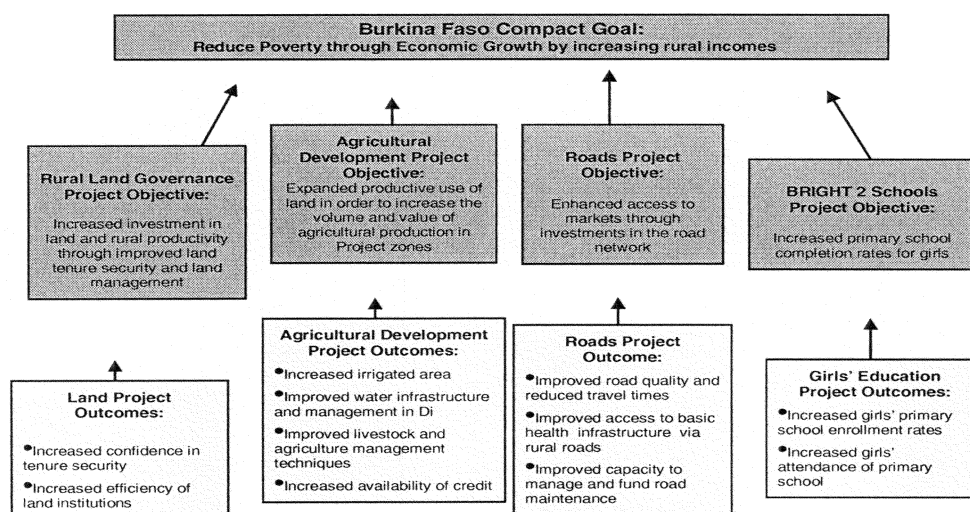 Burkina Faso Compact Goal:
Reduce Poverty through Economic Growth by increasing rural incomes
Rural Land Governance
Project Objective:
Increased investment in
land and rural productivity
through improved land
tenure security and land
management
Agricultural
Development Project
Objective:
Expanded productive use of
land in order to increase the
volume and value of
agricultural production in
Project zones
Roads Project
Objective:
Enhanced access to
markets through
investments in the road
network
BRIGHT 2 Schools
Project Objective:
Increased primary school
completion rates for girls
Land Project
Outcomes:
•Increased confidence in
tenure security
•Increased efficiency of
land institutions
Agricultural Development
Project Outcomes:
•Increased irrigated area
•Improved water infrastructure
and management in Di
•Improved livestock and
agriculture management
techniques
•Increased availability of credit
Roads Project
Outcome:
•Improved road quality and
reduced travel times
•Improved access to basic
health infrastructure via
rural roads
•Improved capacity to
manage and fund road
maintenance
Girls' Education
Project Outcomes:
•Increased girls' primary
school enrollment rates
•Increased girls'
attendance of primary
school